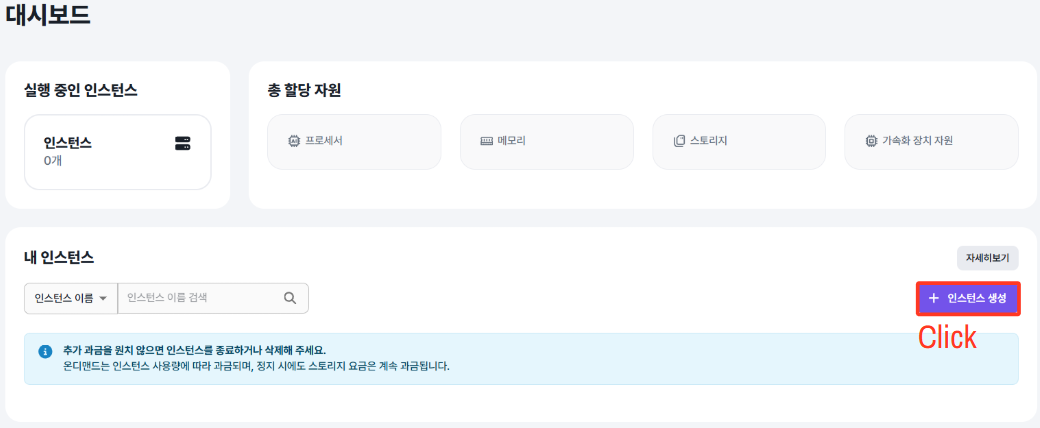 대시보드
실행 중인 인스턴스
인스턴스
0개
총 할당 자원
프로세서
메모리
스토리지
가속화 장치 자원
내 인스턴스
자세히보기
인스턴스 이름
인스턴스 이름 검색
+ 인스턴스 생성
Click
추가 과금을 원치 않으면 인스턴스를 종료하거나 삭제해 주세요.
온디맨드는 인스턴스 사용량에 따라 과금되며, 정지 시에도 스토리지 요금은 계속 과금됩니다.